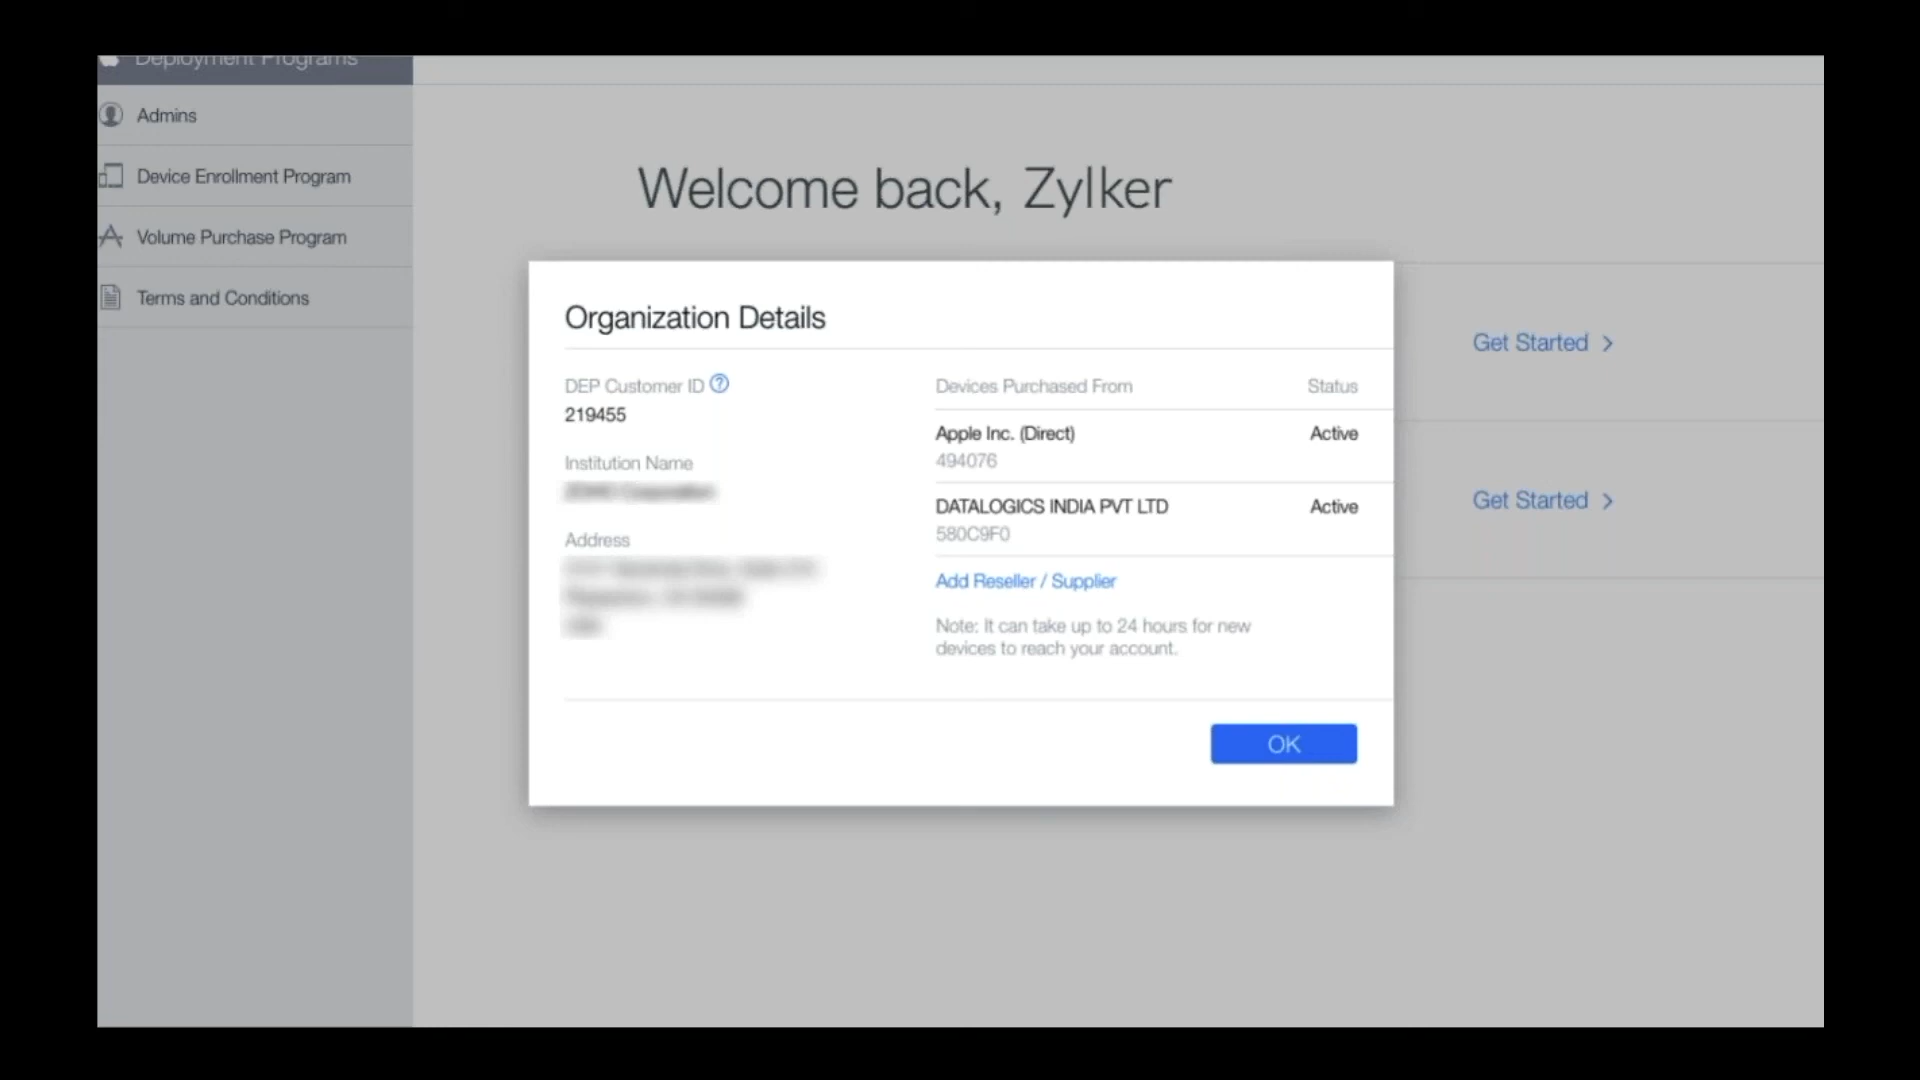 Deployment Programs
Admins
Device Enrollment Program
Volume Purchase Program
Terms and Conditions
Welcome back, Zylker
Get Started
Get Started
Organization Details
DEP Customer ID ?
219455
Institution Name
Address
Devices Purchased From Status
Apple Inc. (Direct) Active
494076
DATALOGICS INDIA PVT LTD Active
580C9F0
Add Reseller / Supplier
Note: It can take up to 24 hours for new
devices to reach your account.
OK